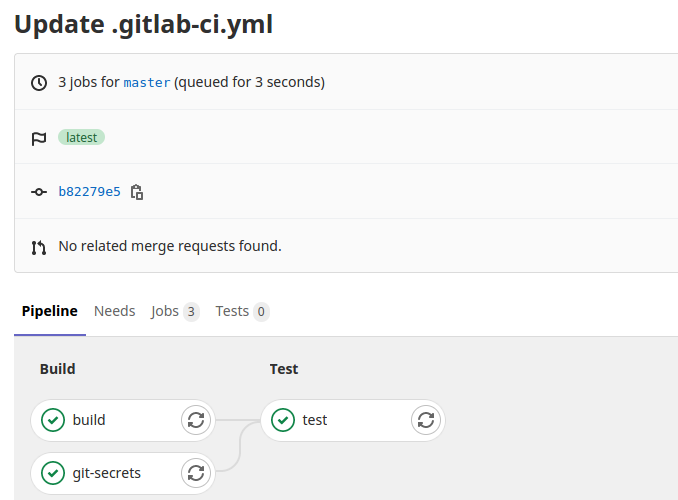 Update .gitlab-ci.yml
3 jobs for master (queued for 3 seconds)
latest
b82279e5
No related merge requests found.
Pipeline Needs Jobs 3 Tests 0
Build Test
build test
git-secrets